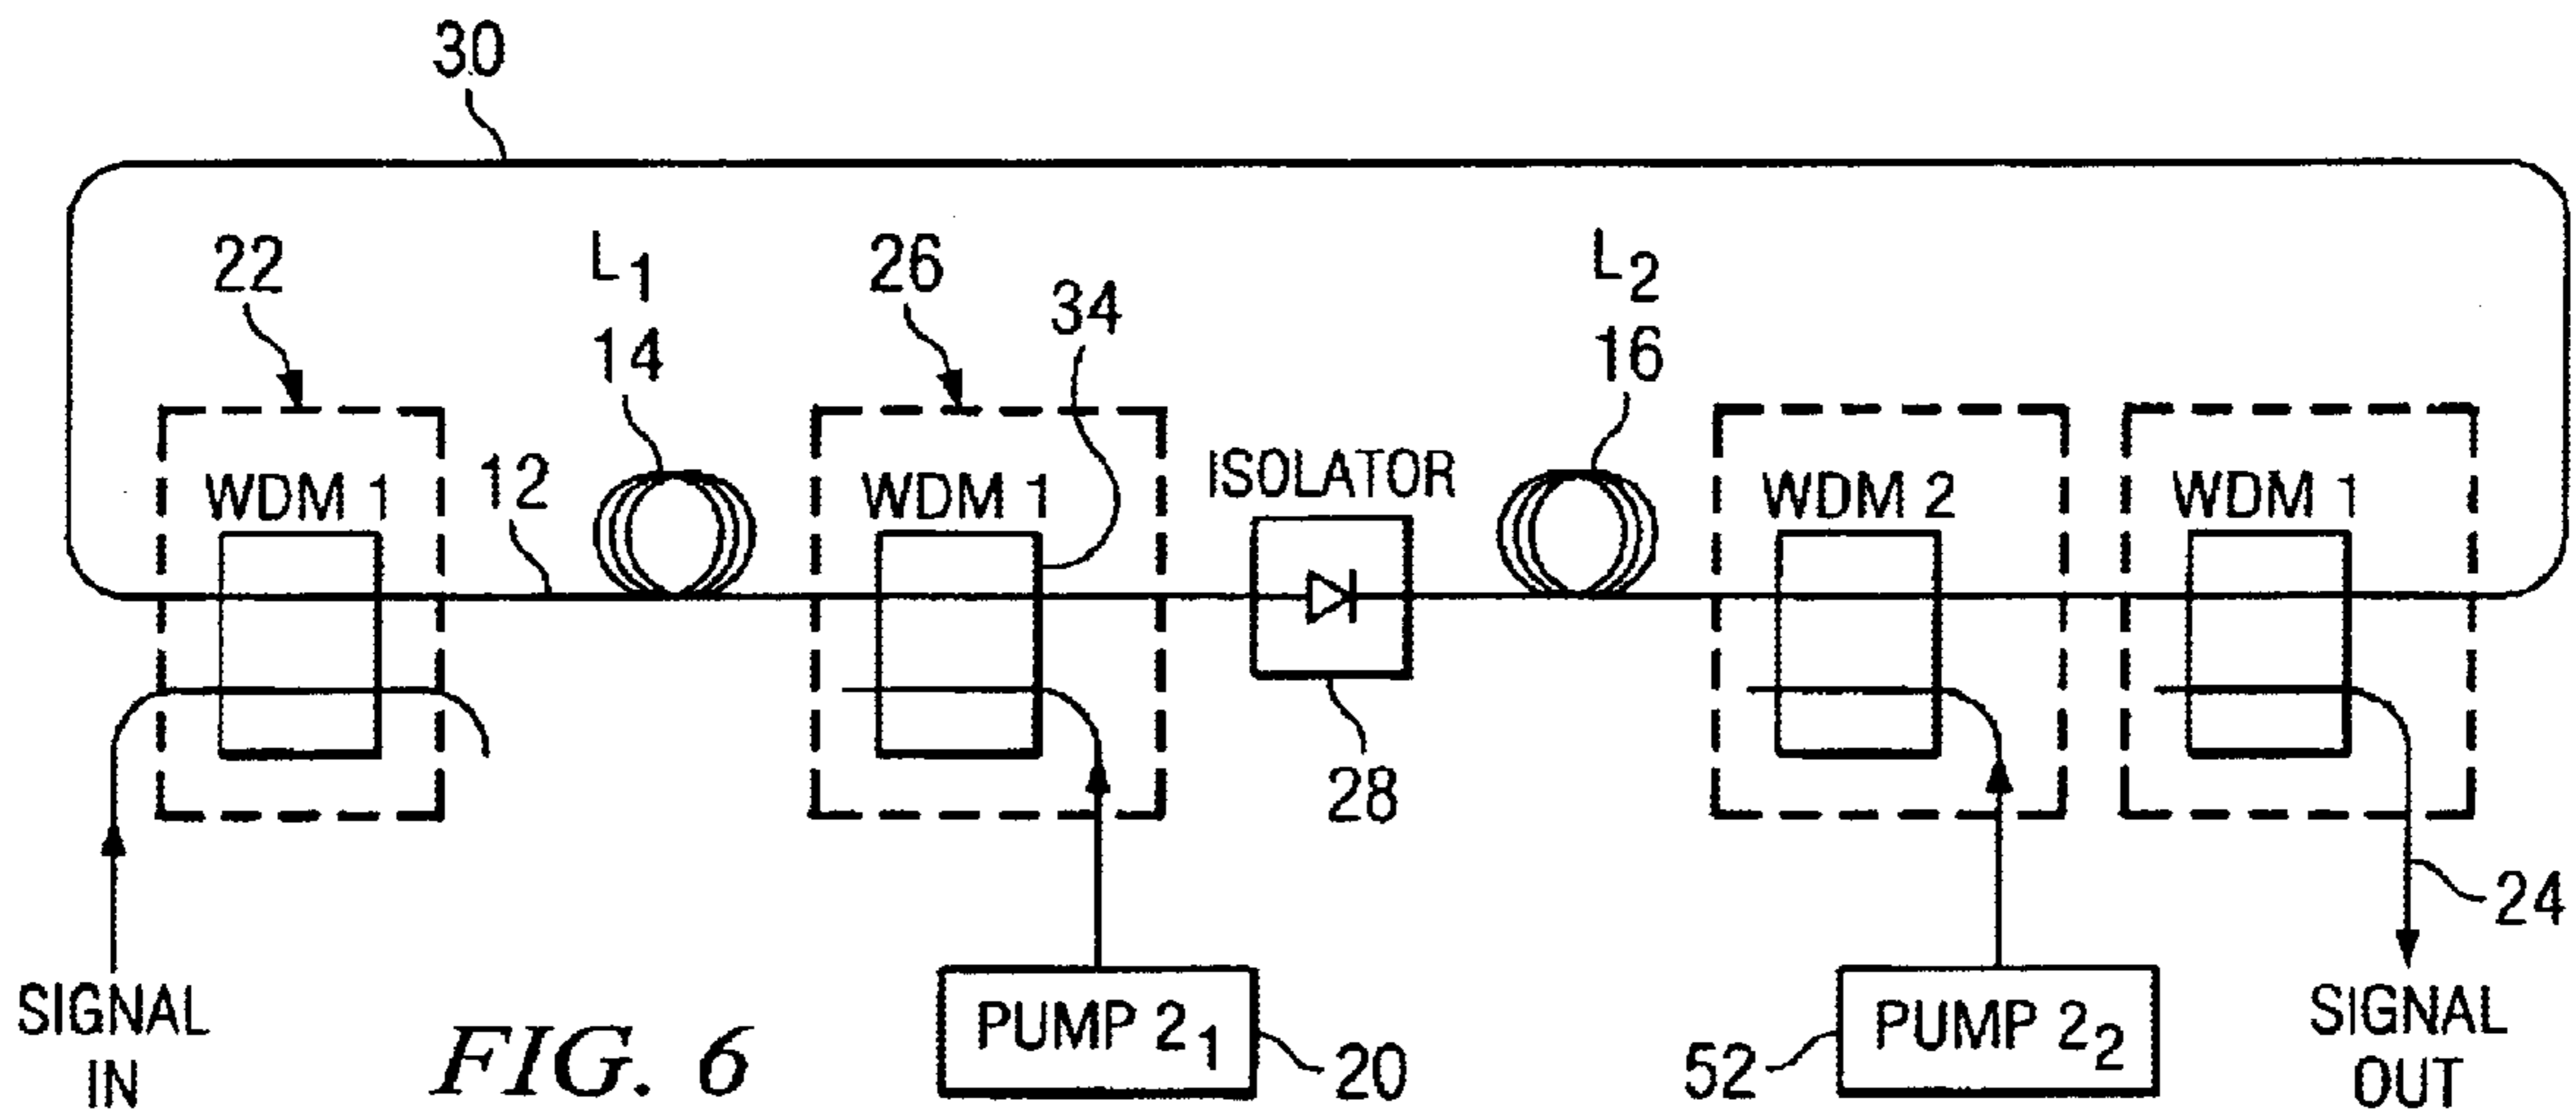 30
22
L1
14
26
34
L2
16
WDM 1
12
WDM 1
ISOLATOR
WDM 2
WDM 1
28
24
SIGNAL
IN
FIG. 6
PUMP 21
20
52
PUMP 22
SIGNAL
OUT